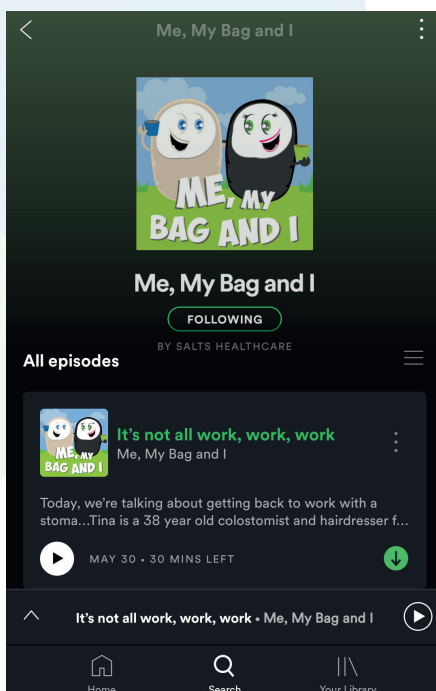 Me, My Bag and I
ME, MY
BAG AND I
Me, My Bag and I
FOLLOWING
BY SALTS HEALTHCARE
All episodes
ME, MY
BAG AND I
It's not all work, work, work
Me, My Bag and I
Today, we're talking about getting back to work with a
stoma...Tina is a 38 year old colostomist and hairdresser f...
MAY 30 • 30 MINS LEFT
It's not all work, work, work • Me, My Bag and I
Home Search Your Library